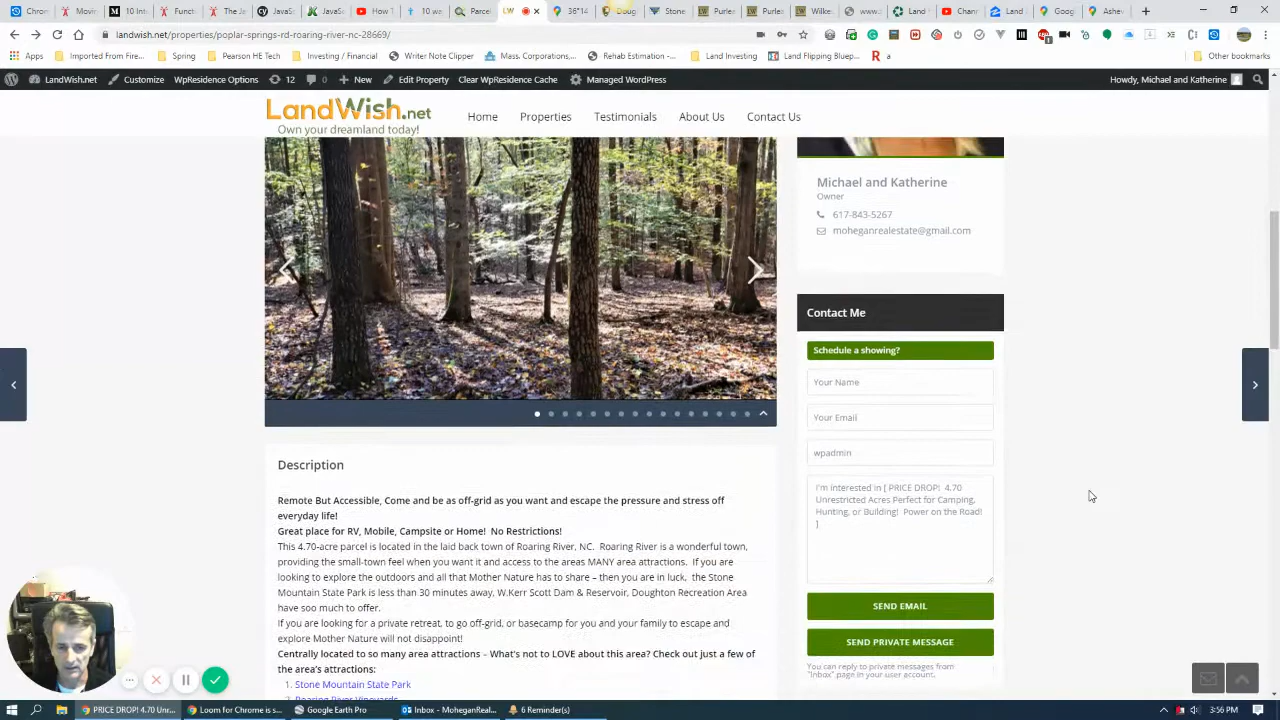 Mass. Corporations,...
landwish.net/properties/poplar-springs-rd-roaring-river-nc-28669/
Apps
Imported From Fire...
Spring
Pearson HE Tech
Investing / Financial
Write Note Clipper
Mass. Corporations,...
Rehab Estimation -...
Land Investing
Land Flipping Bluep...
a
Other bookmarks
LandWishNet
Customize
WPResidence Options
12
0
New
Edit Property
Clear WPResidence Cache
Managed WordPress
Howdy, Michael and Katherine
LandWish.net
Own your dreamland today!
Home
Properties
Testimonials
About Us
Contact Us
Michael and Katherine
Owner
617-843-5267
moheganrealestate@gmail.com
Contact Me
Schedule a showing?
Your Name
Your Email
wpadmin
I'm interested in [ PRICE DROP! 4.70
Unrestricted Acres Perfect for Camping,
Hunting, or Building! Power on the Road!
]
SEND EMAIL
SEND PRIVATE MESSAGE
You can reply to private messages from
"Inbox" page in your user account.
Description
Remote But Accessible, Come and be as off-grid as you want and escape the pressure and stress off
everyday life!
Great place for RV, Mobile, Campsite or Home! No Restrictions!
This 4.70-acre parcel is located in the laid back town of Roaring River, NC. Roaring River is a wonderful town,
providing the small-town feel when you want it and access to the areas MANY area attractions. If you are
looking to explore the outdoors and all that Mother Nature has to share – then you are in luck, the Stone
Mountain State Park is less than 30 minutes away, W.Kerr Scott Dam & Reservoir, Doughton Recreation Area
have soo much to offer.
If you are looking for a private retreat, to go off-grid, or basecamp for you and your family to escape and
explore Mother Nature will not disappoint!
Centrally located to so many area attractions – What's not to LOVE about this area? Check out just a few of
the area's attractions:
1. Stone Mountain State Park
2. Roaring River Vineyards
PRICE DROP! 4.70 Unr...
Loom for Chrome is s...
Google Earth Pro
Inbox - MoheganReal...
6 Reminder(s)
3:56 PM